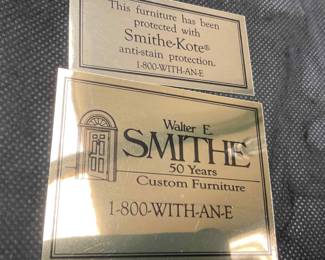 This furniture has been
protected with
Smithe-Kote®
anti-stain protection.
1-800-WITH-AN-E
Walter E.
SMITHE
50 Years
Custom Furniture
1-800-WITH-AN-E